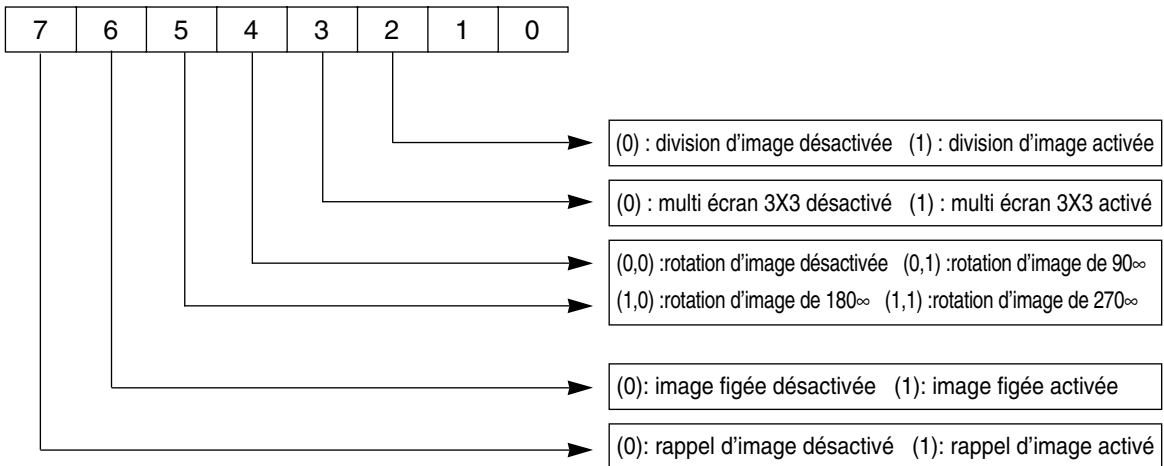 7 6 5 4 3 2 1 0
(0) : division d’image désactivée (1) : division d’image activée
(0) : multi écran 3X3 désactivé (1) : multi écran 3X3 activé
(0,0) :rotation d’image désactivée (0,1) :rotation d’image de 90∞
(1,0) :rotation d’image de 180∞ (1,1) :rotation d’image de 270∞
(0): image figée désactivée (1): image figée activée
(0): rappel d’image désactivé (1): rappel d’image activé